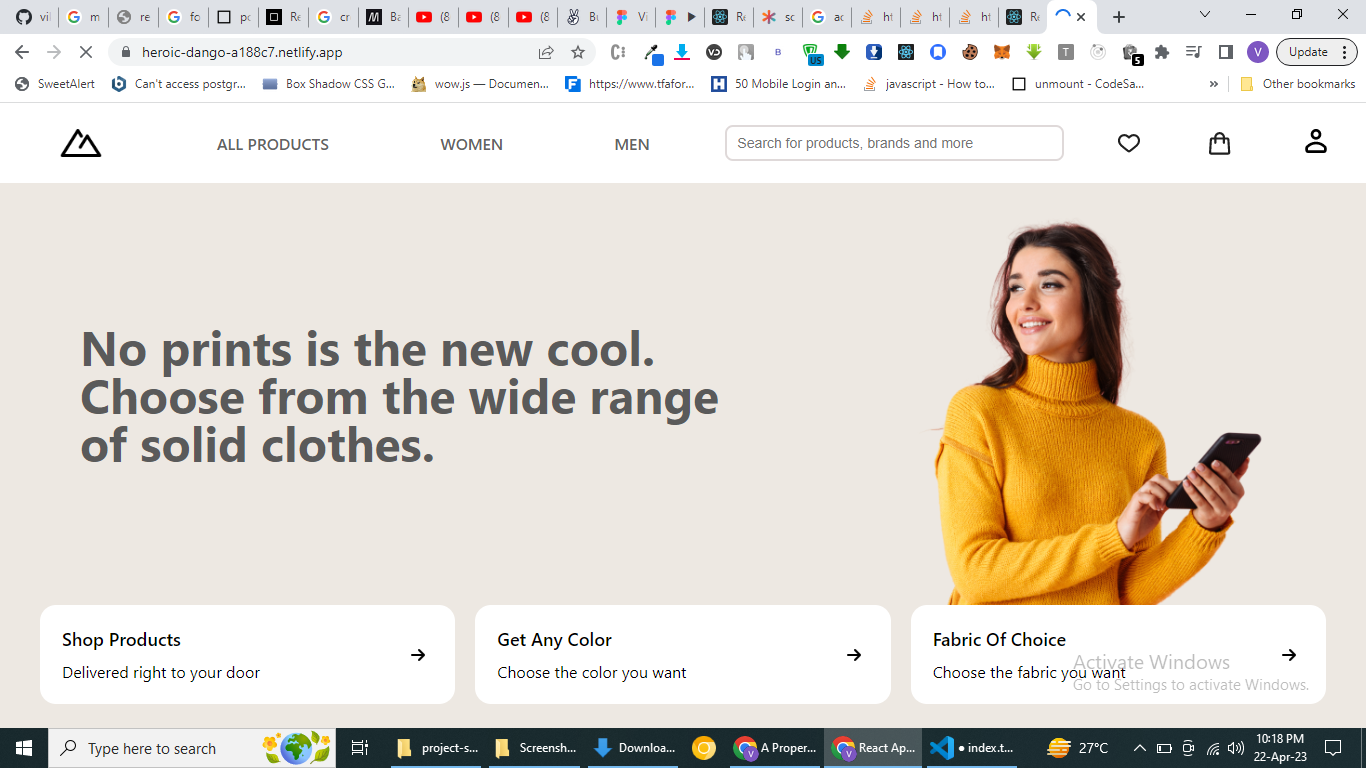 vi
m
re
fo
po
Re
G cr
Ba
(8
(8
(8
Bu
Vi
Re
sc
ac
ht
ht
ht
Re
heroic-dango-a188c7.netlify.app
US
5
V
Update
SweetAlert
Can't access postgr...
Box Shadow CSS G...
wow.js — Documen...
https://www.tfafor...
50 Mobile Login an...
javascript - How to...
unmount - CodeSa...
»
Other bookmarks
ALL PRODUCTS
WOMEN
MEN
Search for products, brands and more
No prints is the new cool.
Choose from the wide range
of solid clothes.
Shop Products
Delivered right to your door
Get Any Color
Choose the color you want
Fabric Of Choice
Choose the fabric you want
Activate Windows
Go to Settings to activate Windows.
Type here to search
project-s...
Screensh...
Downloa...
A Proper...
React Ap...
● index.t...
27°C
10:18 PM
22-Apr-23